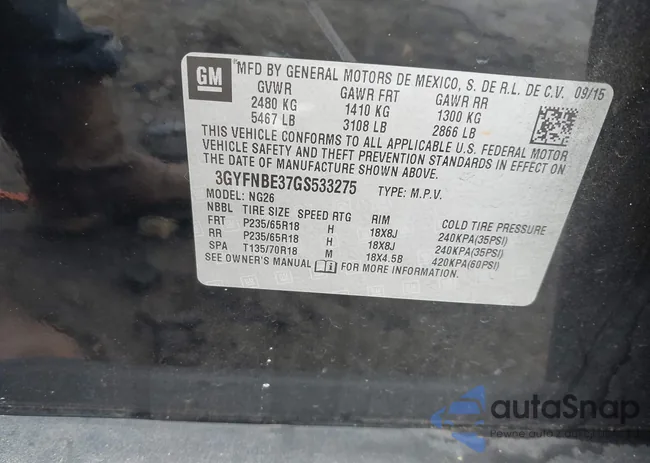 GM
MFD BY GENERAL MOTORS DE MEXICO, S. DE R.L. DE C.V. 09/15
GVWR GAWR FRT GAWR RR
2480 KG 1410 KG 1300 KG
5467 LB 3108 LB 2866 LB
THIS VEHICLE CONFORMS TO ALL APPLICABLE U.S. FEDERAL MOTOR
VEHICLE SAFETY AND THEFT PREVENTION STANDARDS IN EFFECT ON
THE DATE OF MANUFACTURE SHOWN ABOVE.
3GYFNBE37GS533275 TYPE: M.P.V.
MODEL: NG26
NBBL TIRE SIZE SPEED RTG RIM COLD TIRE PRESSURE
FRT P235/65R18 H 18X8J 240KPA(35PSI)
RR P235/65R18 H 18X8J 240KPA(35PSI)
SPA T135/70R18 M 18X4.5B 420KPA(60PSI)
SEE OWNER'S MANUAL FOR MORE INFORMATION.
autaSnap
Pewne auta z